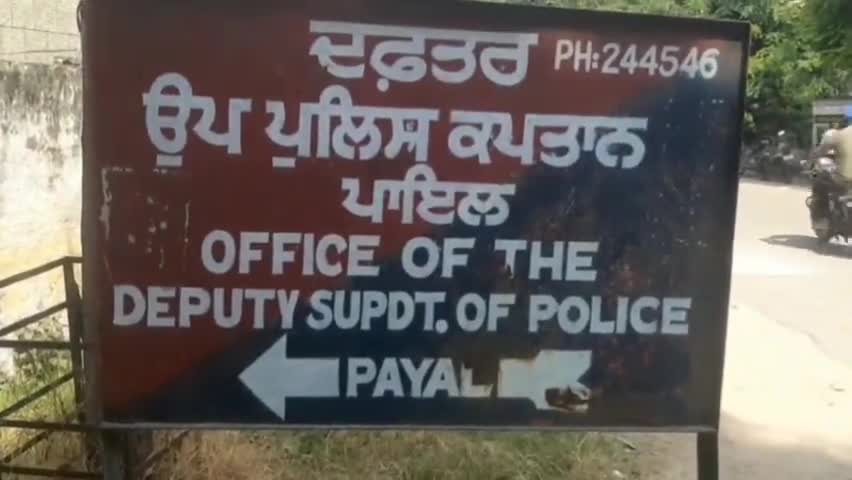 ਦਫ਼ਤਰ PH:244546
ਉਪ ਪੁਲਿਸ ਕਪਤਾਨ
ਪਾਇਲ
OFFICE OF THE
DEPUTY SUPDT. OF POLICE
PAYAL